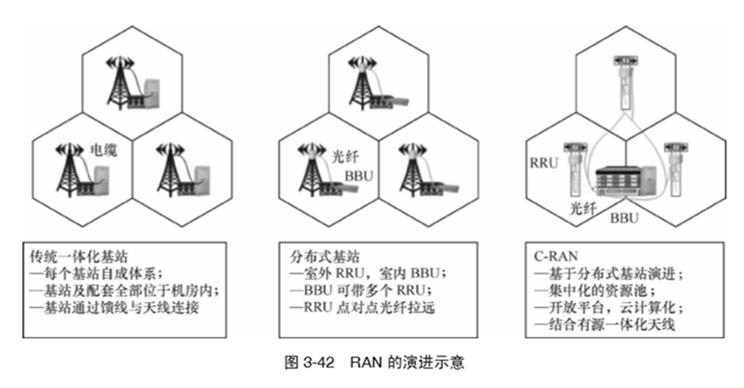 电缆
光纤
BBU
RRU
光纤
BBU
传统一体化基站
—每个基站自成体系；
—基站及配套全部位于机房内；
—基站通过馈线与天线连接
分布式基站
—室外 RRU，室内 BBU；
—BBU 可带多个 RRU；
—RRU 点对点光纤拉远
C-RAN
—基于分布式基站演进；
—集中化的资源池；
—开放平台，云计算化；
—结合有源一体化天线
图 3-42 RAN 的演进示意